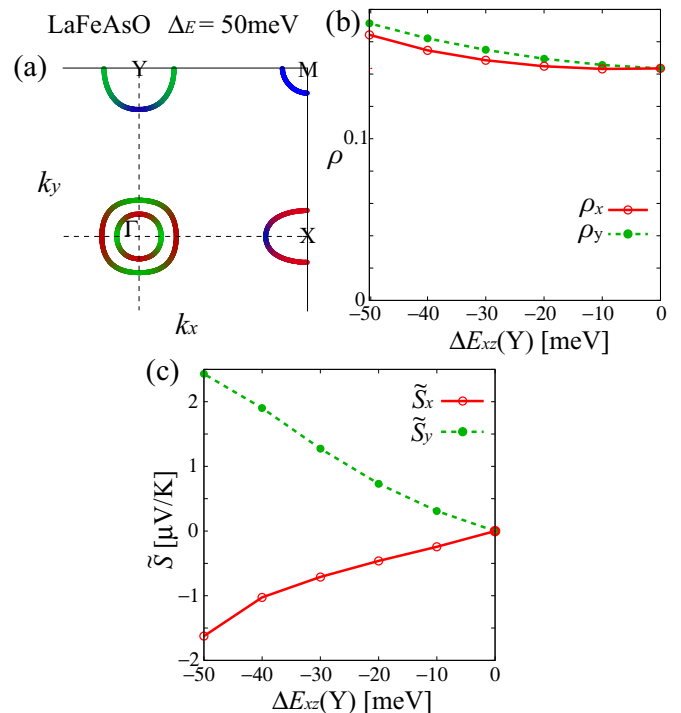 LaFeAsO ΔE = 50meV
(a)
Y
M
ky
Γ
X
kx
(b)
0.1
ρ
ρx
ρy
0
−50 −40 −30 −20 −10 0
ΔExz(Y) [meV]
(c)
2
S̃x
S̃y
1
S̃ [μV/K]
0
−1
−2
−50 −40 −30 −20 −10 0
ΔExz(Y) [meV]